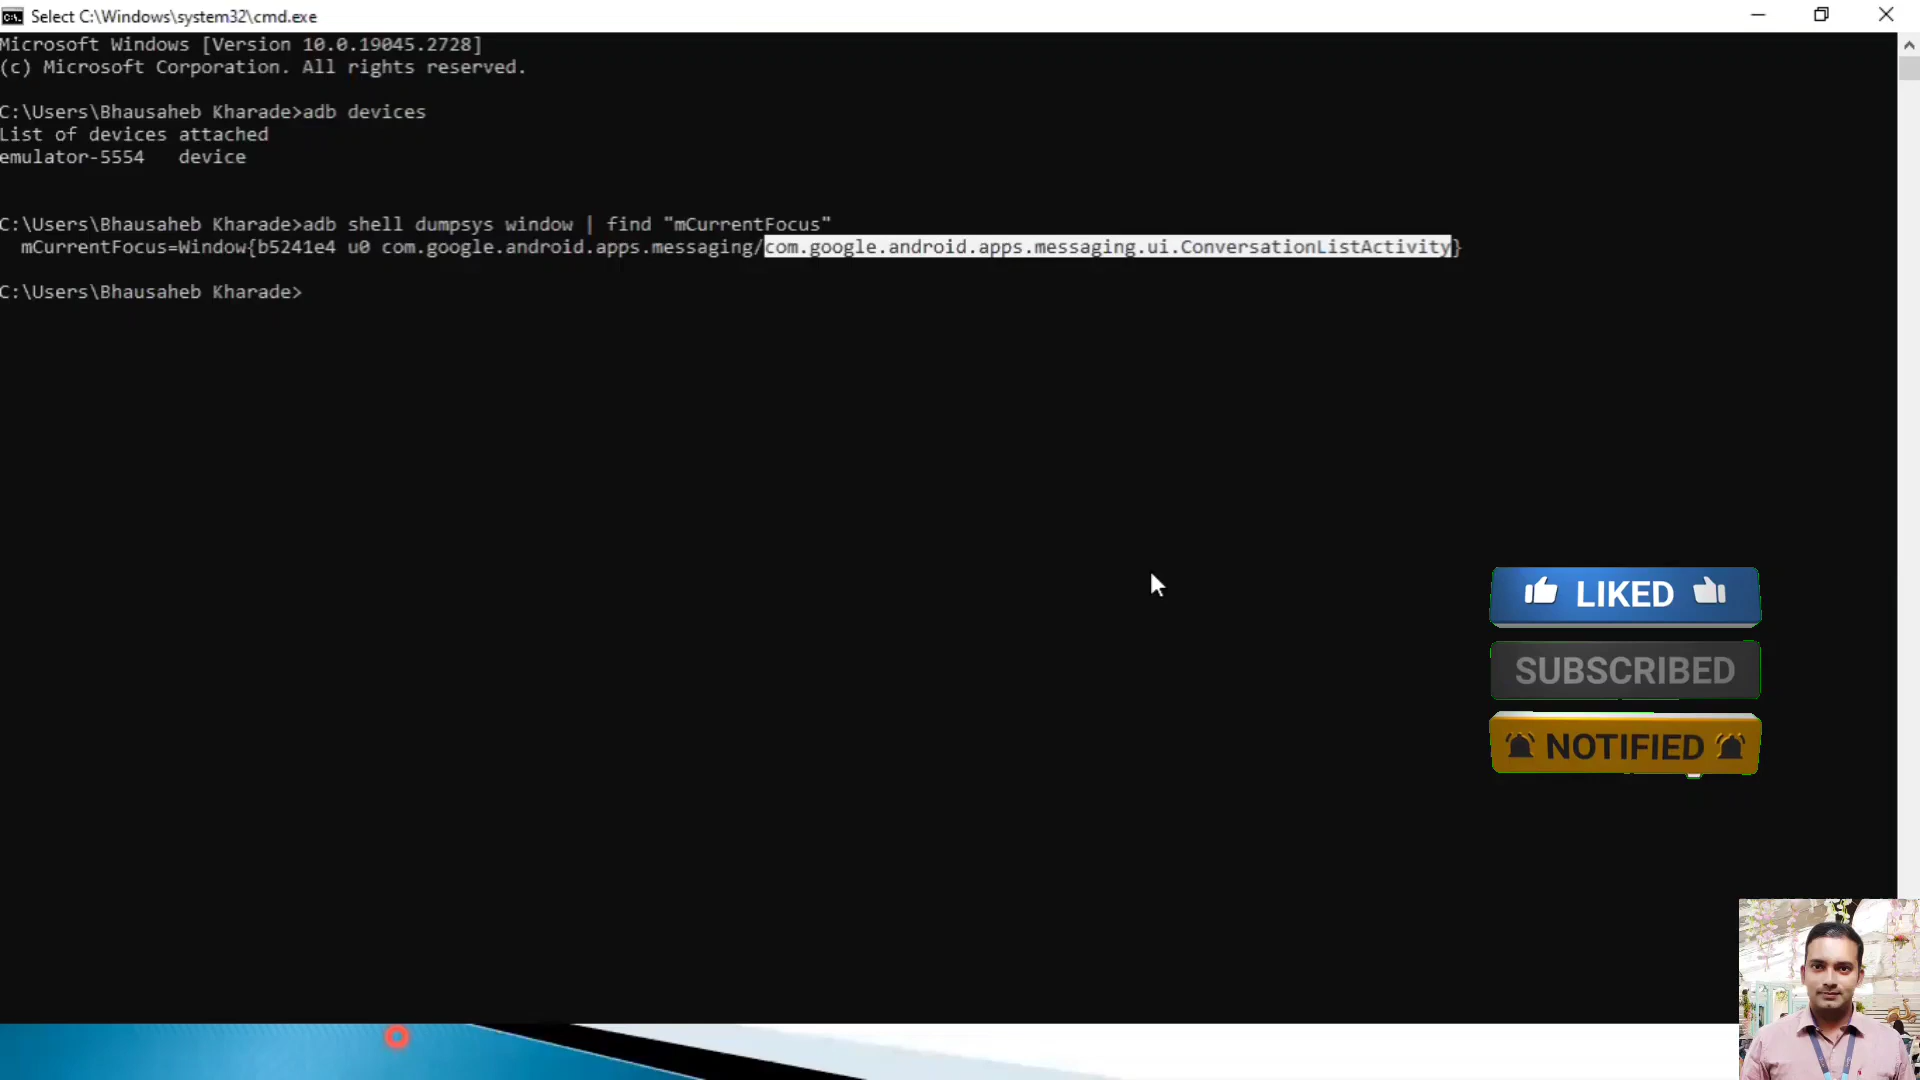 Select C:\Windows\system32\cmd.exe
Microsoft Windows [Version 10.0.19045.2728]
(c) Microsoft Corporation. All rights reserved.
C:\Users\Bhausaheb Kharade>adb devices
List of devices attached
emulator-5554   device
C:\Users\Bhausaheb Kharade>adb shell dumpsys window | find "mCurrentFocus"
  mCurrentFocus=Window{b5241e4 u0 com.google.android.apps.messaging/com.google.android.apps.messaging.ui.ConversationListActivity}
C:\Users\Bhausaheb Kharade>
LIKED
SUBSCRIBED
NOTIFIED